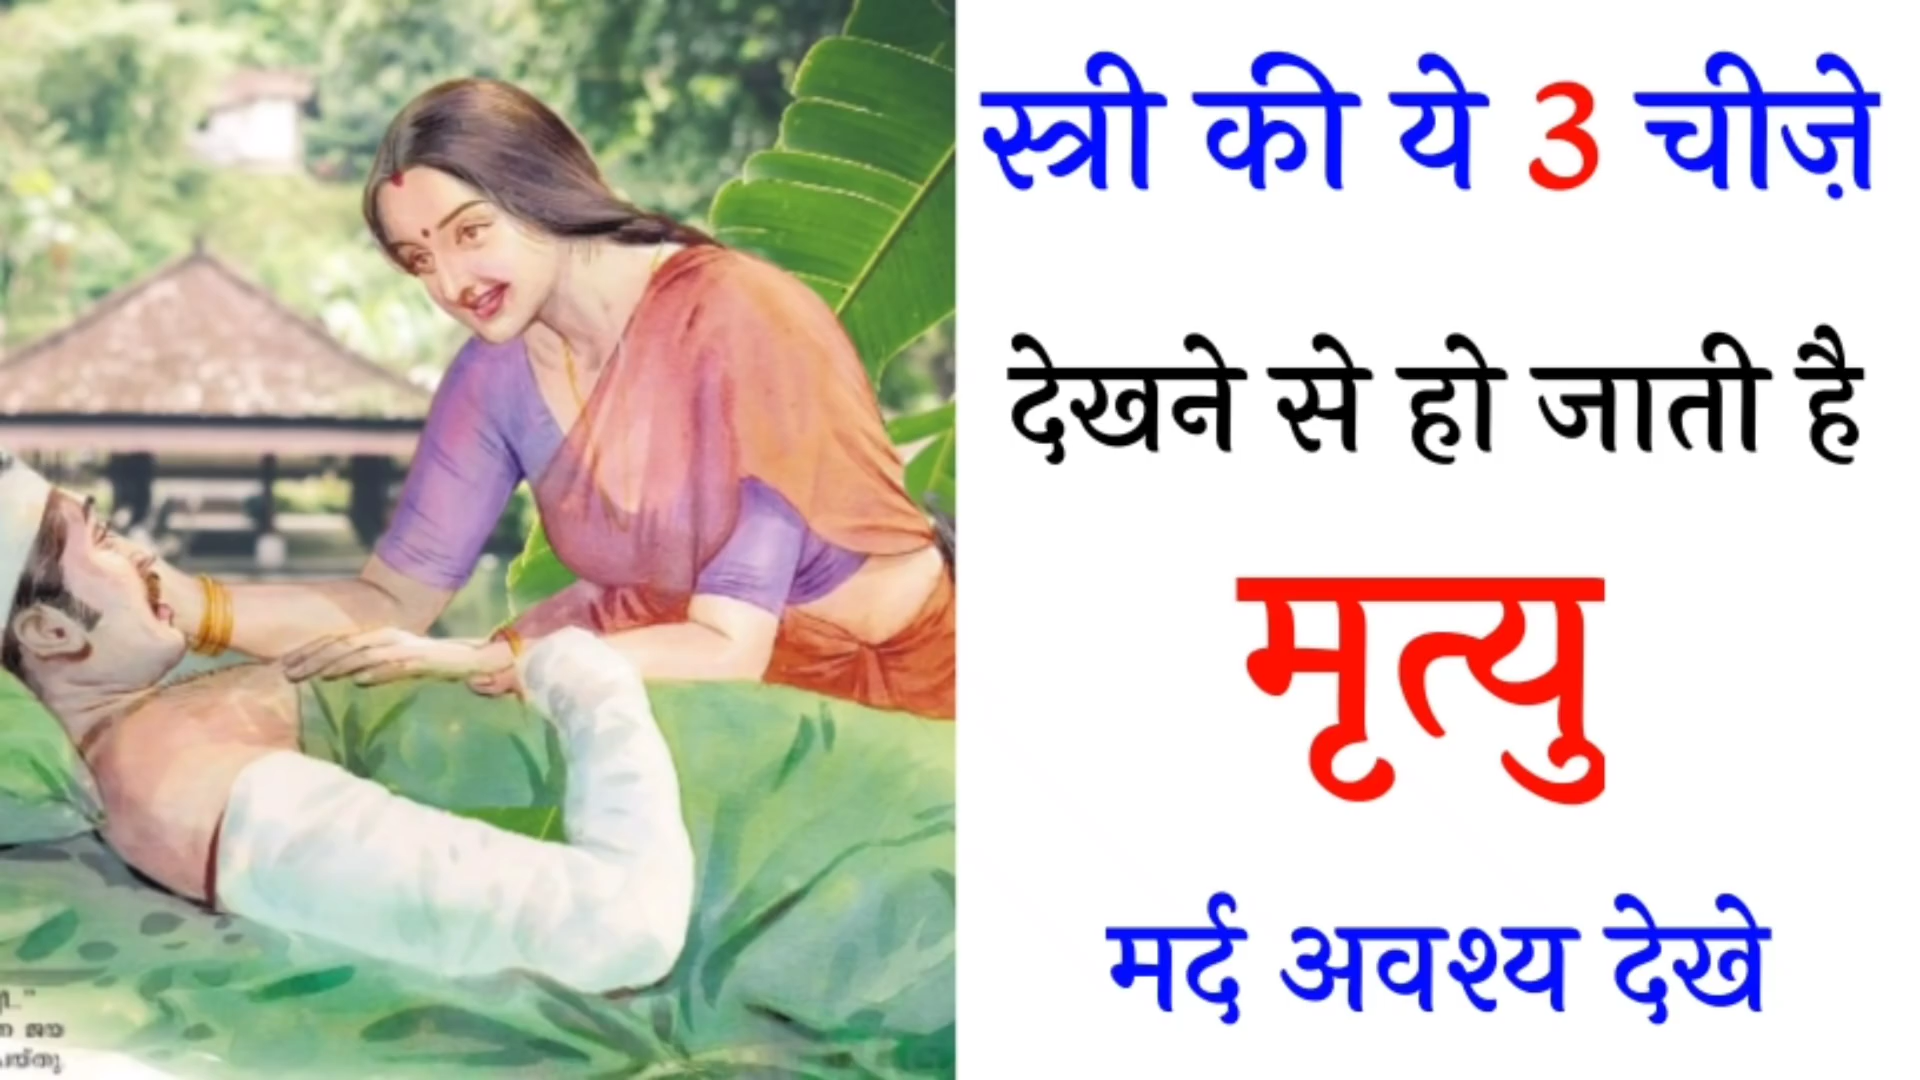 स्त्री की ये 3 चीज़े
देखने से हो जाती है
मृत्यु
मर्द अवश्य देखे